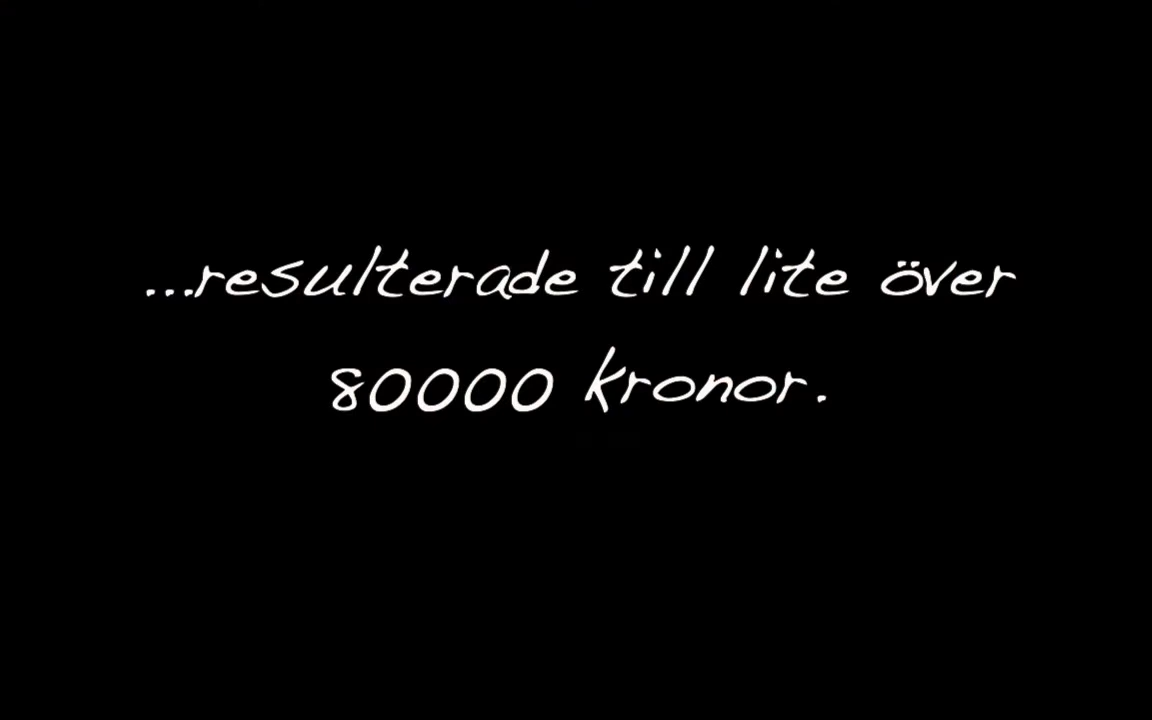 ...resulterade till lite över
80000 kronor.